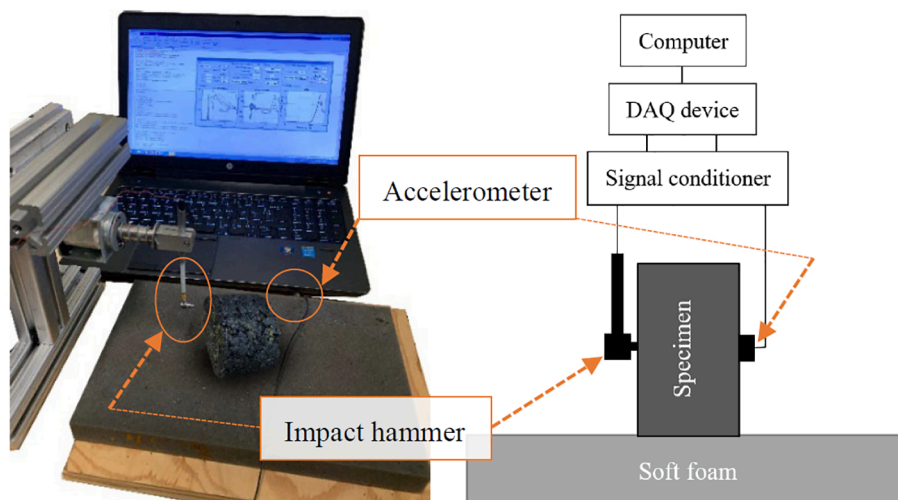 Computer
DAQ device
Signal conditioner
Accelerometer
Specimen
Impact hammer
Soft foam